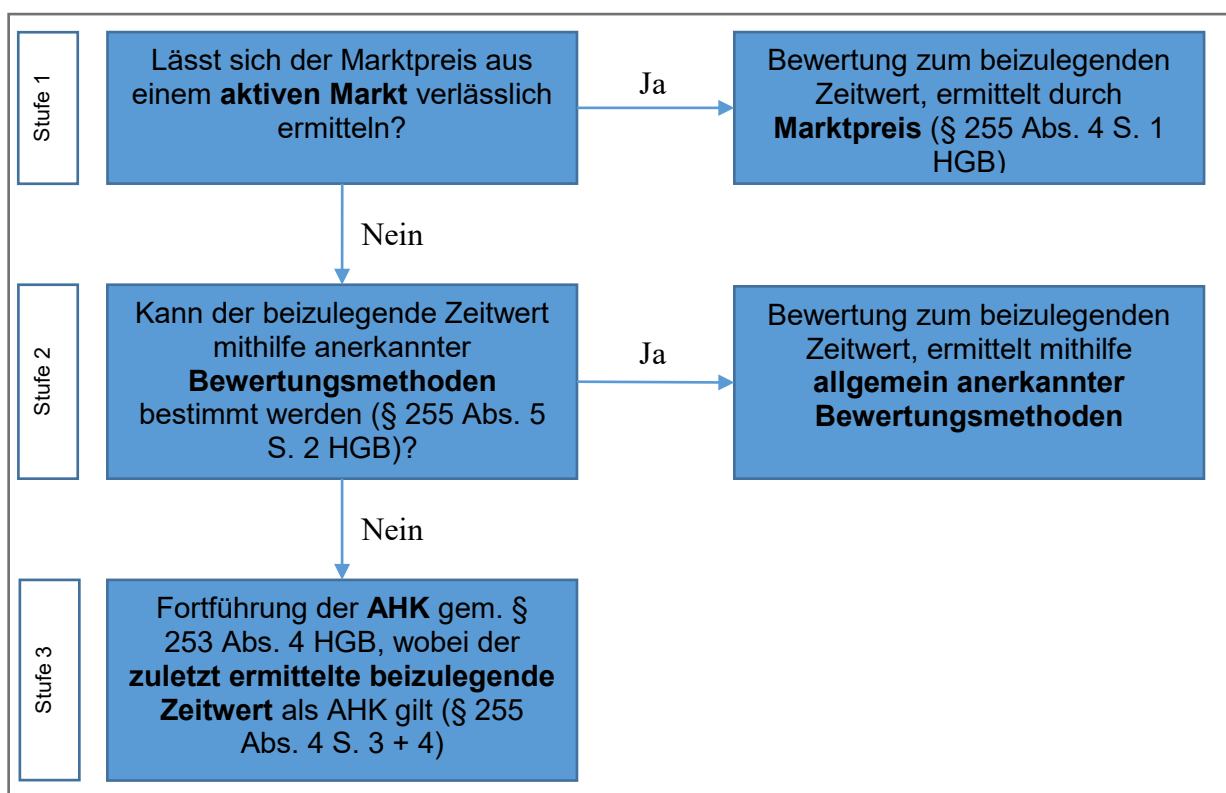 Stufe 1
Lässt sich der Marktpreis aus
einem aktiven Markt verlässlich
ermitteln?
Ja
Bewertung zum beizulegenden
Zeitwert, ermittelt durch
Marktpreis (§ 255 Abs. 4 S. 1
HGB)
Nein
Stufe 2
Kann der beizulegende Zeitwert
mithilfe anerkannter
Bewertungsmethoden
bestimmt werden (§ 255 Abs. 5
S. 2 HGB)?
Ja
Bewertung zum beizulegenden
Zeitwert, ermittelt mithilfe
allgemein anerkannter
Bewertungsmethoden
Nein
Stufe 3
Fortführung der AHK gem. §
253 Abs. 4 HGB, wobei der
zuletzt ermittelte beizulegende
Zeitwert als AHK gilt (§ 255
Abs. 4 S. 3 + 4)